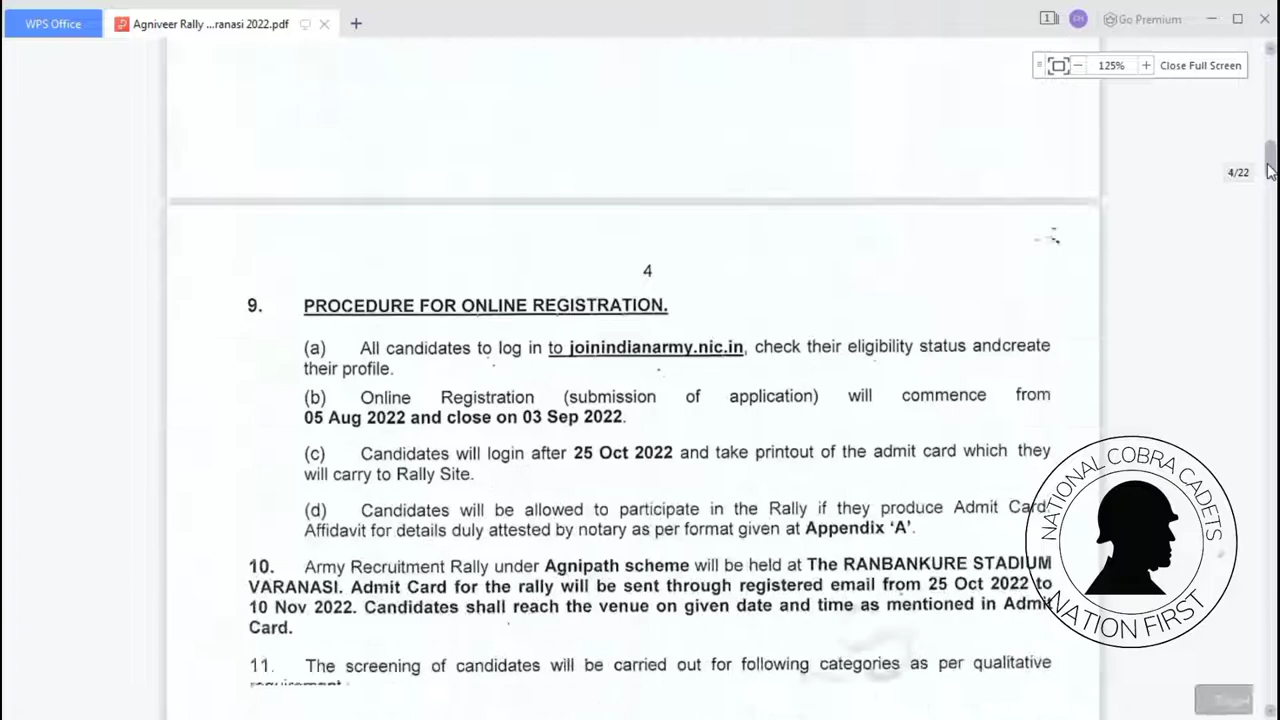 WPS Office
Agniveer Rally ...ranasi 2022.pdf
1
PH
Go Premium
125%
Close Full Screen
4/22
4
9. PROCEDURE FOR ONLINE REGISTRATION.
(a) All candidates to log in to joinindianarmy.nic.in, check their eligibility status andcreate
their profile.
(b) Online Registration (submission of application) will commence from
05 Aug 2022 and close on 03 Sep 2022.
(c) Candidates will login after 25 Oct 2022 and take printout of the admit card which they
will carry to Rally Site.
(d) Candidates will be allowed to participate in the Rally if they produce Admit Card
Affidavit for details duly attested by notary as per format given at Appendix 'A'.
10. Army Recruitment Rally under Agnipath scheme will be held at The RANBANKURE STADIUM
VARANASI. Admit Card for the rally will be sent through registered email from 25 Oct 2022 to
10 Nov 2022. Candidates shall reach the venue on given date and time as mentioned in Admit
Card.
11. The screening of candidates will be carried out for following categories as per qualitative
NATIONAL COBRA CADETS
NATION FIRST